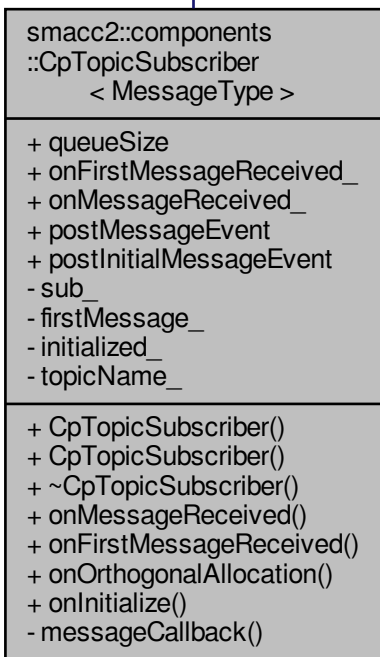 smacc2::components
::CpTopicSubscriber
< MessageType >
+ queueSize
+ onFirstMessageReceived_
+ onMessageReceived_
+ postMessageEvent
+ postInitialMessageEvent
- sub_
- firstMessage_
- initialized_
- topicName_
+ CpTopicSubscriber()
+ CpTopicSubscriber()
+ ~CpTopicSubscriber()
+ onMessageReceived()
+ onFirstMessageReceived()
+ onOrthogonalAllocation()
+ onInitialize()
- messageCallback()